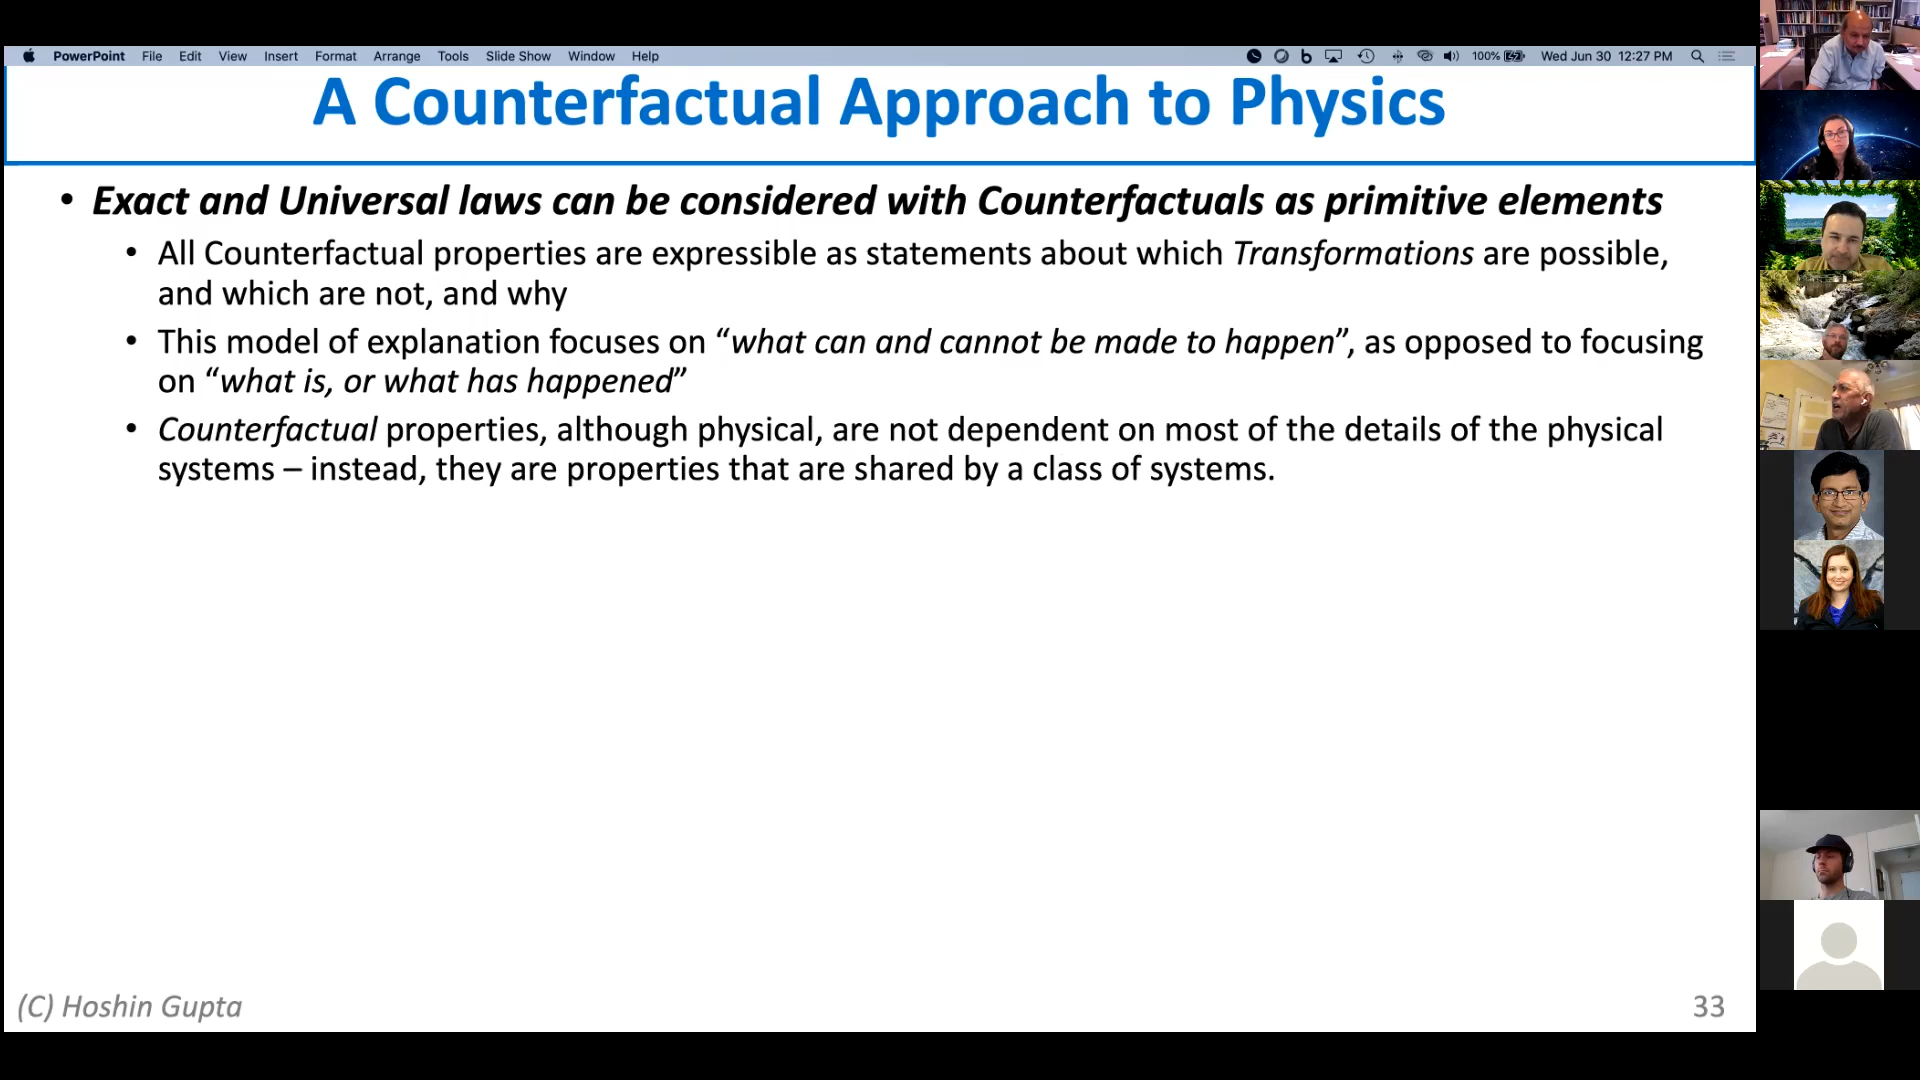 PowerPoint File Edit View Insert Format Arrange Tools Slide Show Window Help 100% Wed Jun 30 12:27 PM
A Counterfactual Approach to Physics
• Exact and Universal laws can be considered with Counterfactuals as primitive elements
• All Counterfactual properties are expressible as statements about which Transformations are possible,
and which are not, and why
• This model of explanation focuses on “what can and cannot be made to happen”, as opposed to focusing
on “what is, or what has happened”
• Counterfactual properties, although physical, are not dependent on most of the details of the physical
systems – instead, they are properties that are shared by a class of systems.
(C) Hoshin Gupta
33